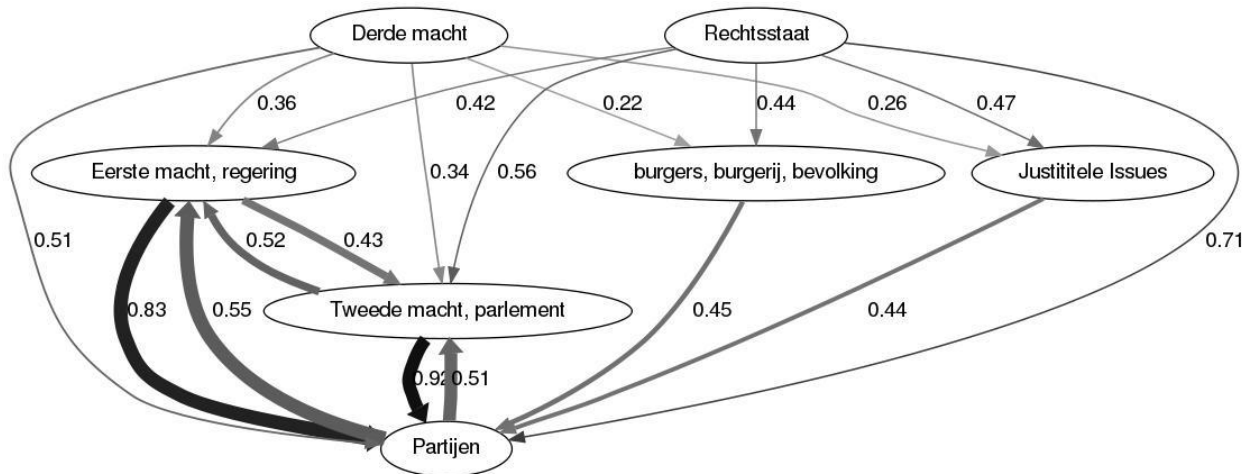 Derde macht
Rechtsstaat
0.36
0.42
0.22
0.44
0.26
0.47
Eerste macht, regering
0.34
0.56
burgers, burgerij, bevolking
Justititele Issues
0.51
0.52
0.43
0.71
0.83
0.55
Tweede macht, parlement
0.45
0.44
0.92
0.51
Partijen